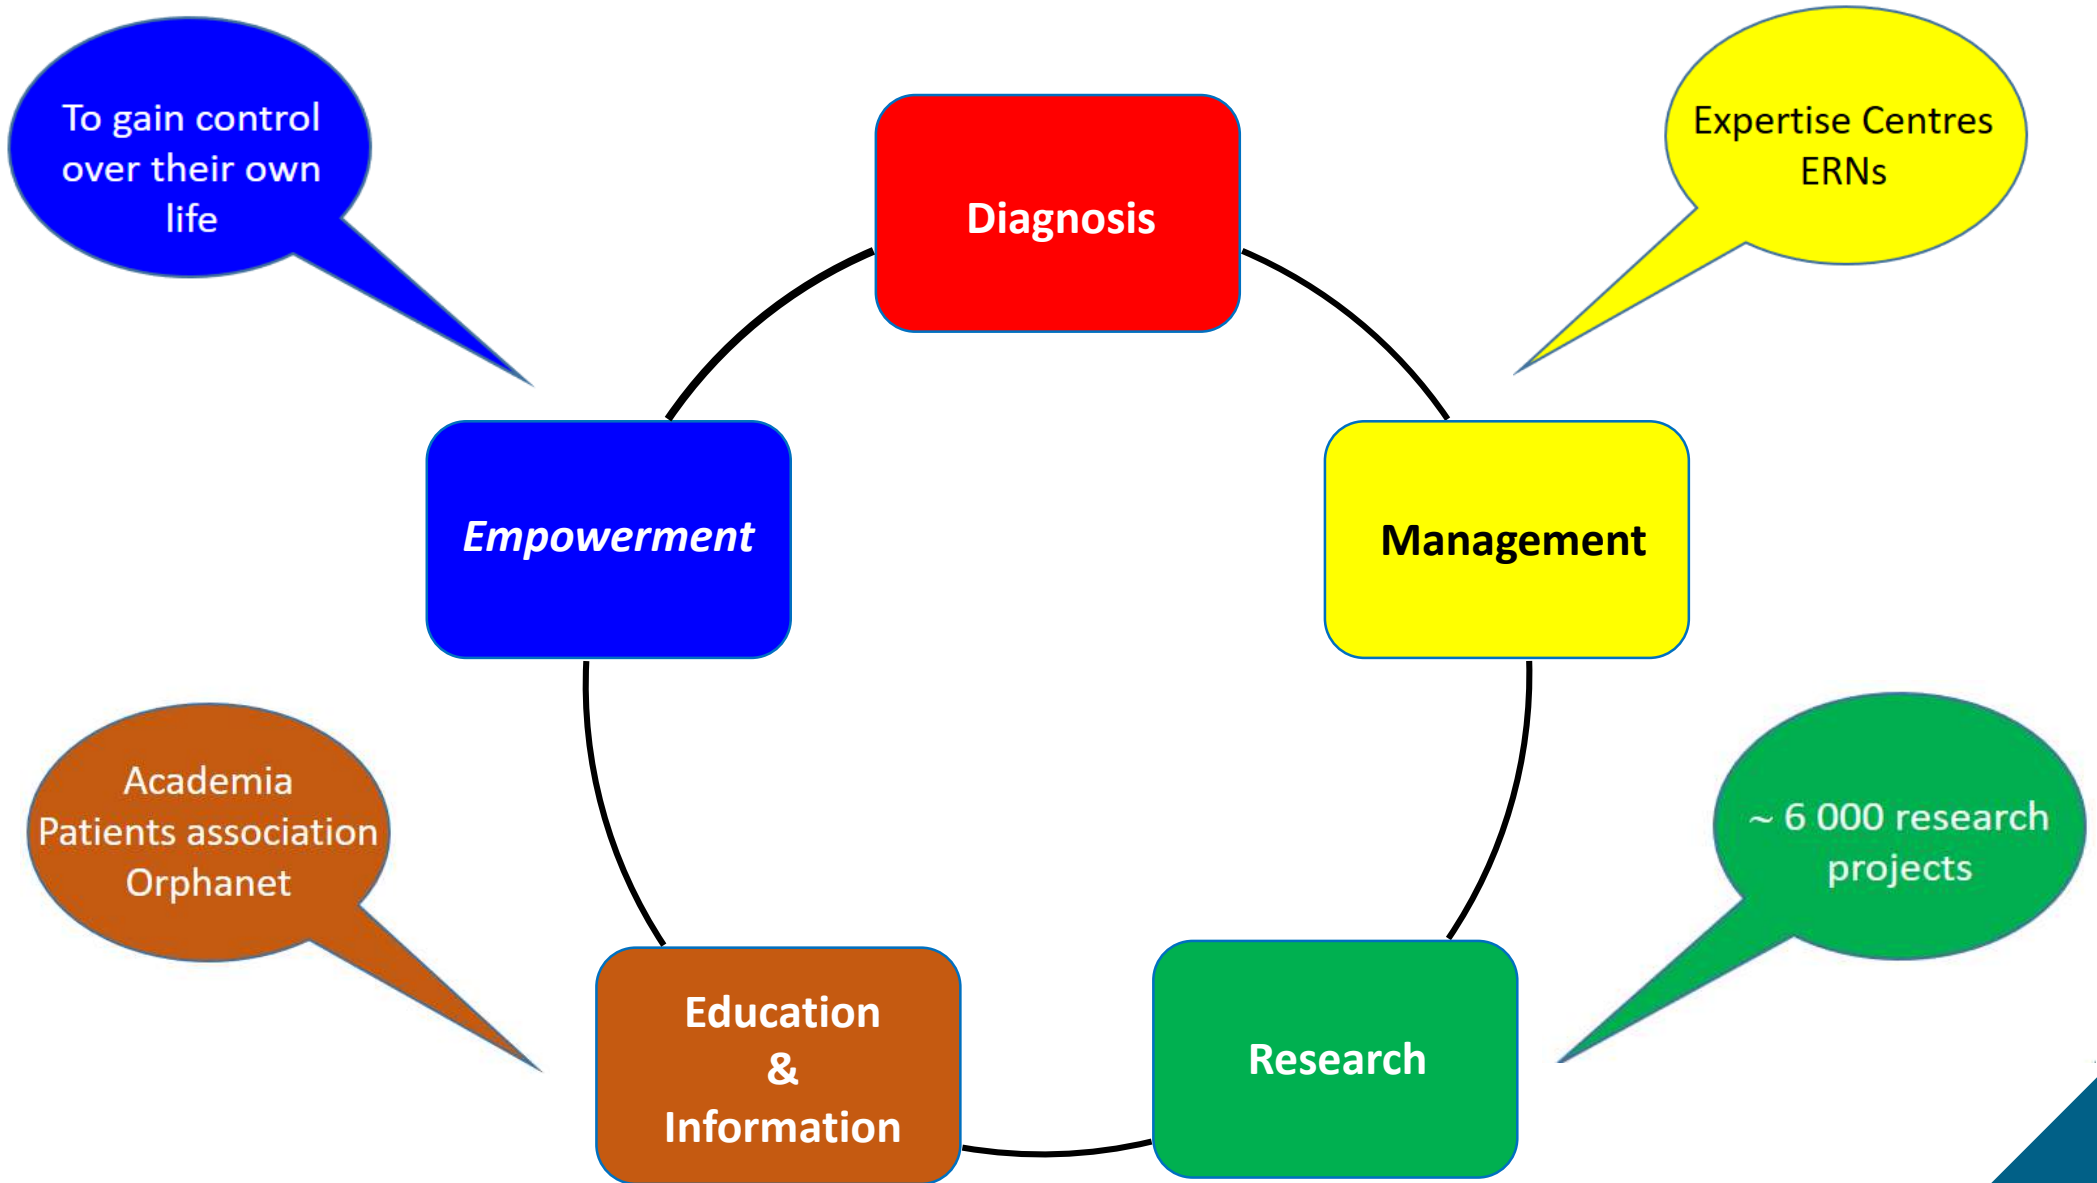 To gain control
over their own
life
Diagnosis
Expertise Centres
ERNs
Empowerment
Management
Academia
Patients association
Orphanet
~ 6 000 research
projects
Education
&
Information
Research